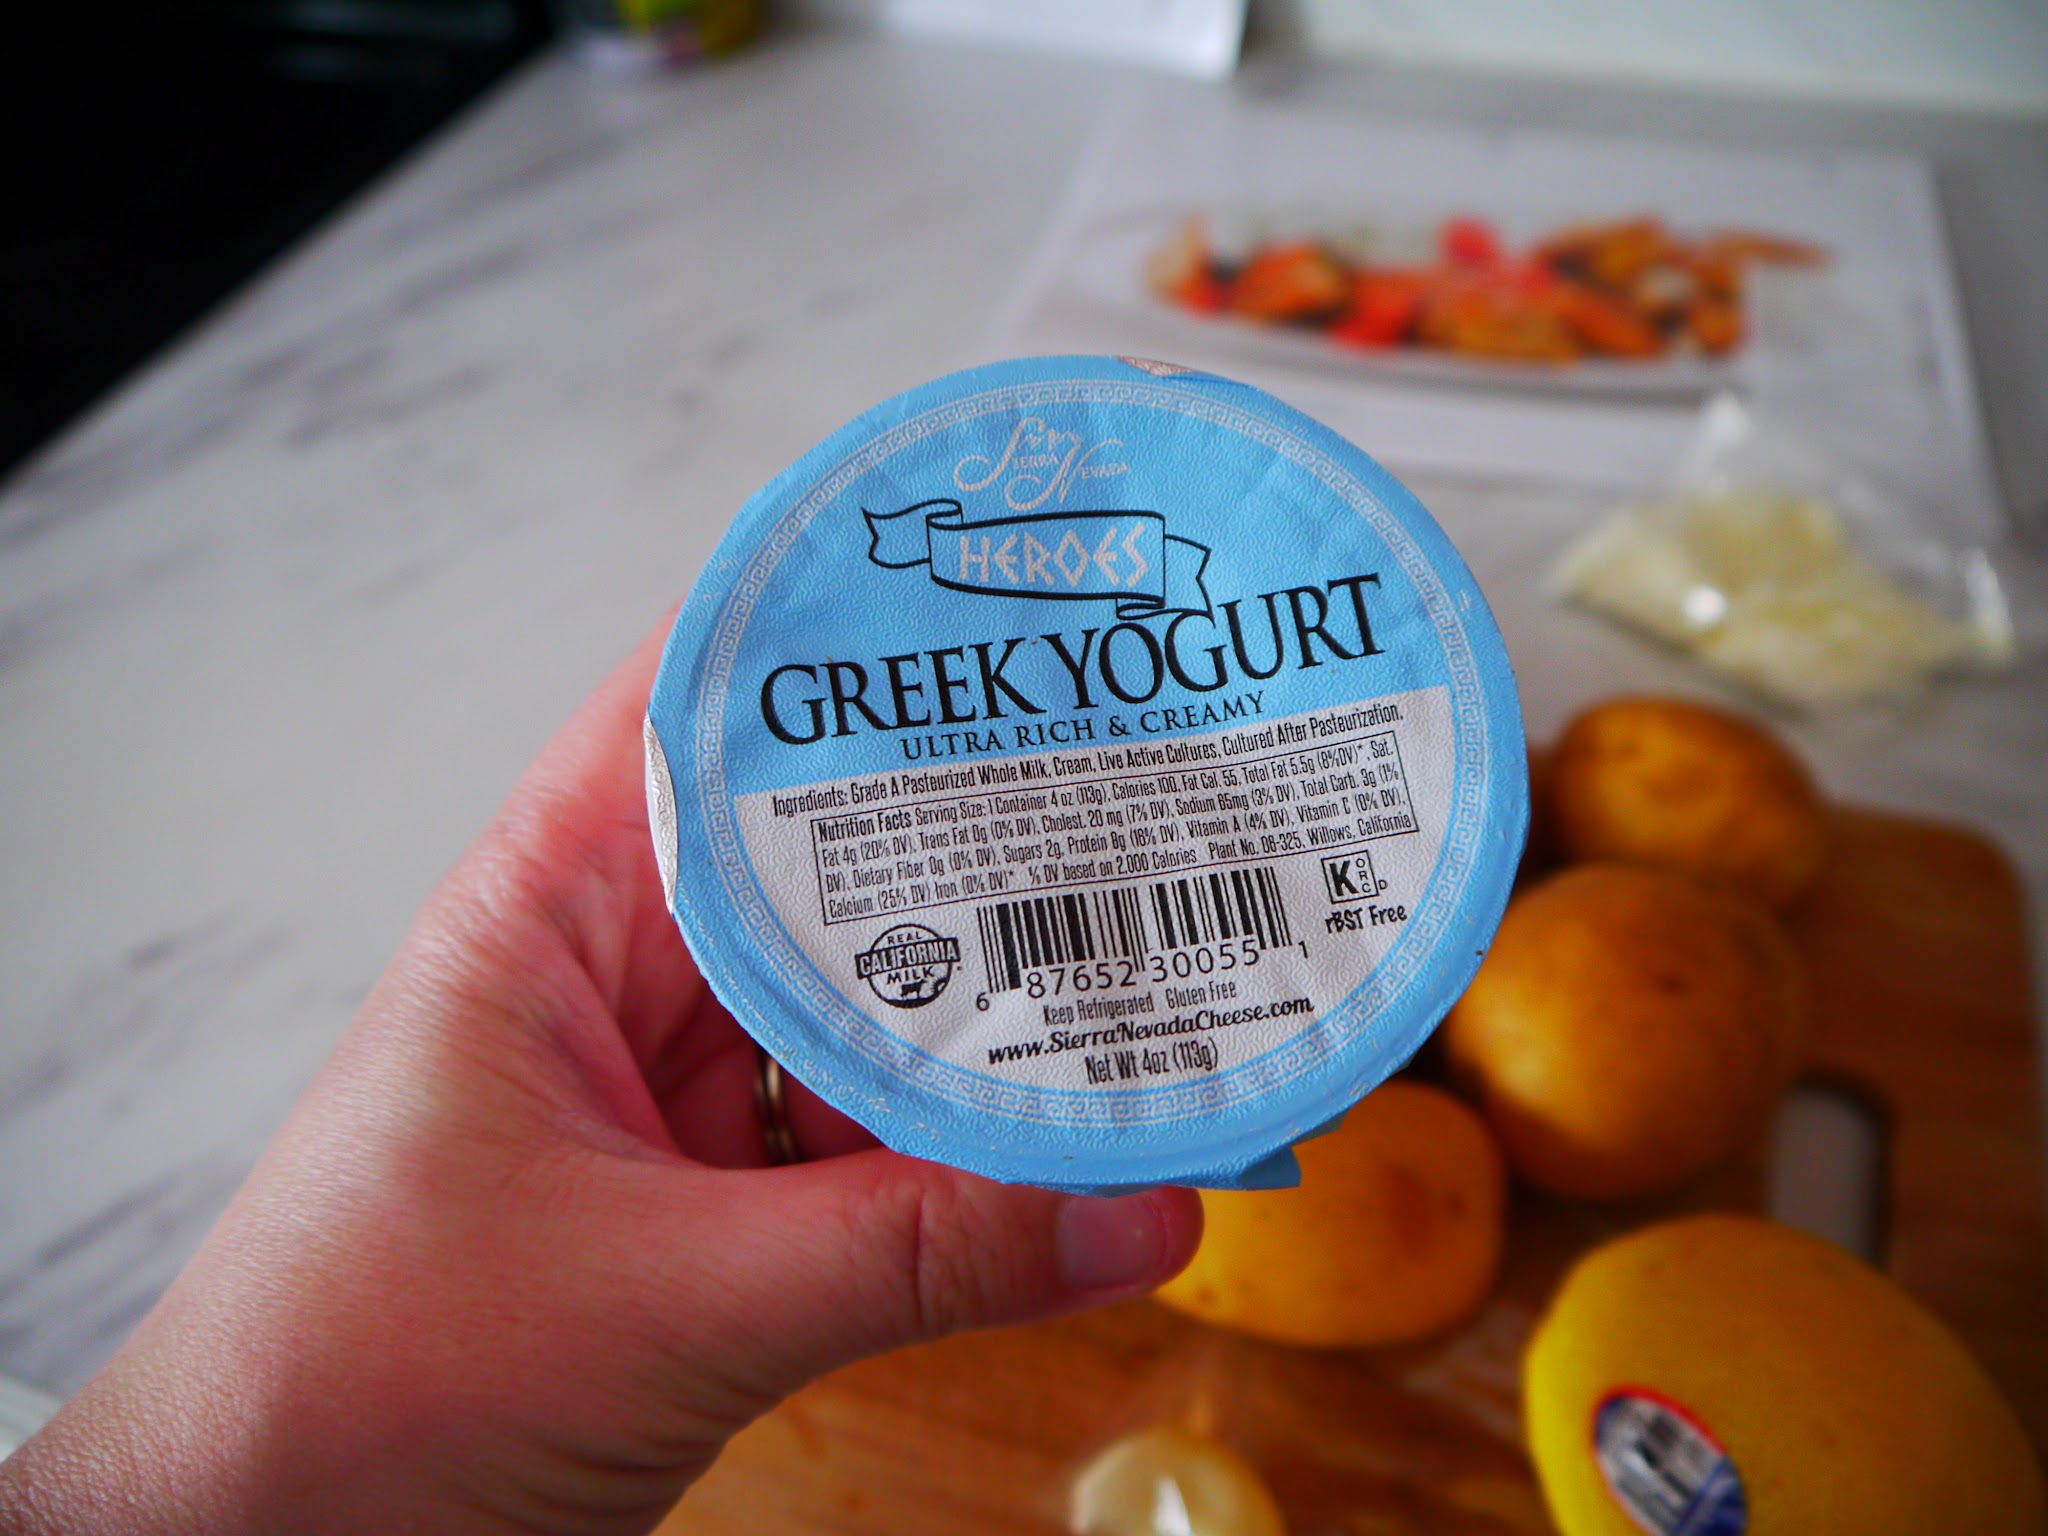 Sierra Nevada
HEROES
GREEK YOGURT
ULTRA RICH & CREAMY
Ingredients: Grade A Pasteurized Whole Milk, Cream, Live Active Cultures, Cultured After Pasteurization.
Nutrition Facts Serving Size: 1 Container 4 oz (113g), Calories 100, Fat Cal. 55, Total Fat 5.5g (8%DV)*, Sat.
Fat 4g (20% DV), Trans Fat 0g (0% DV), Cholest. 20 mg (7% DV), Sodium 65mg (3% DV), Total Carb. 3g (1%
DV), Dietary Fiber 0g (0% DV), Sugars 2g, Protein 8g (16% DV), Vitamin A (4% DV), Vitamin C (0% DV),
Calcium (25% DV) Iron (0% DV)* % DV based on 2,000 Calories Plant No. 06-325, Willows, California
REAL
CALIFORNIA
MILK
K ORC D
rBST Free
6 87652 30055 1
Keep Refrigerated Gluten Free
www.SierraNevadaCheese.com
Net Wt 4oz (113g)